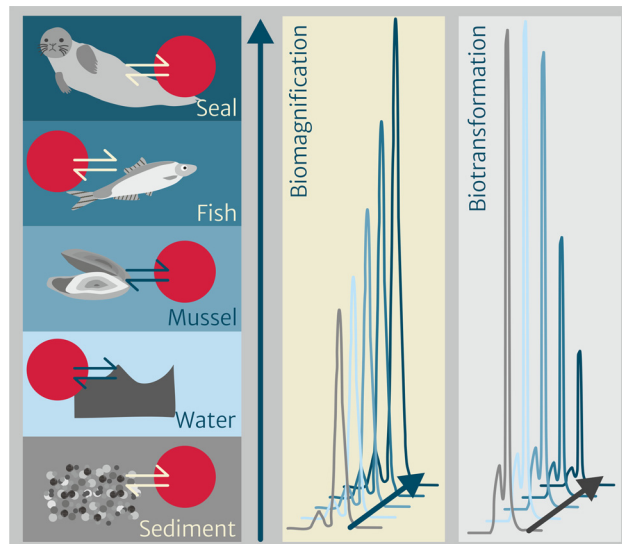 Seal
Fish
Mussel
Water
Sediment
Biomagnification
Biotransformation